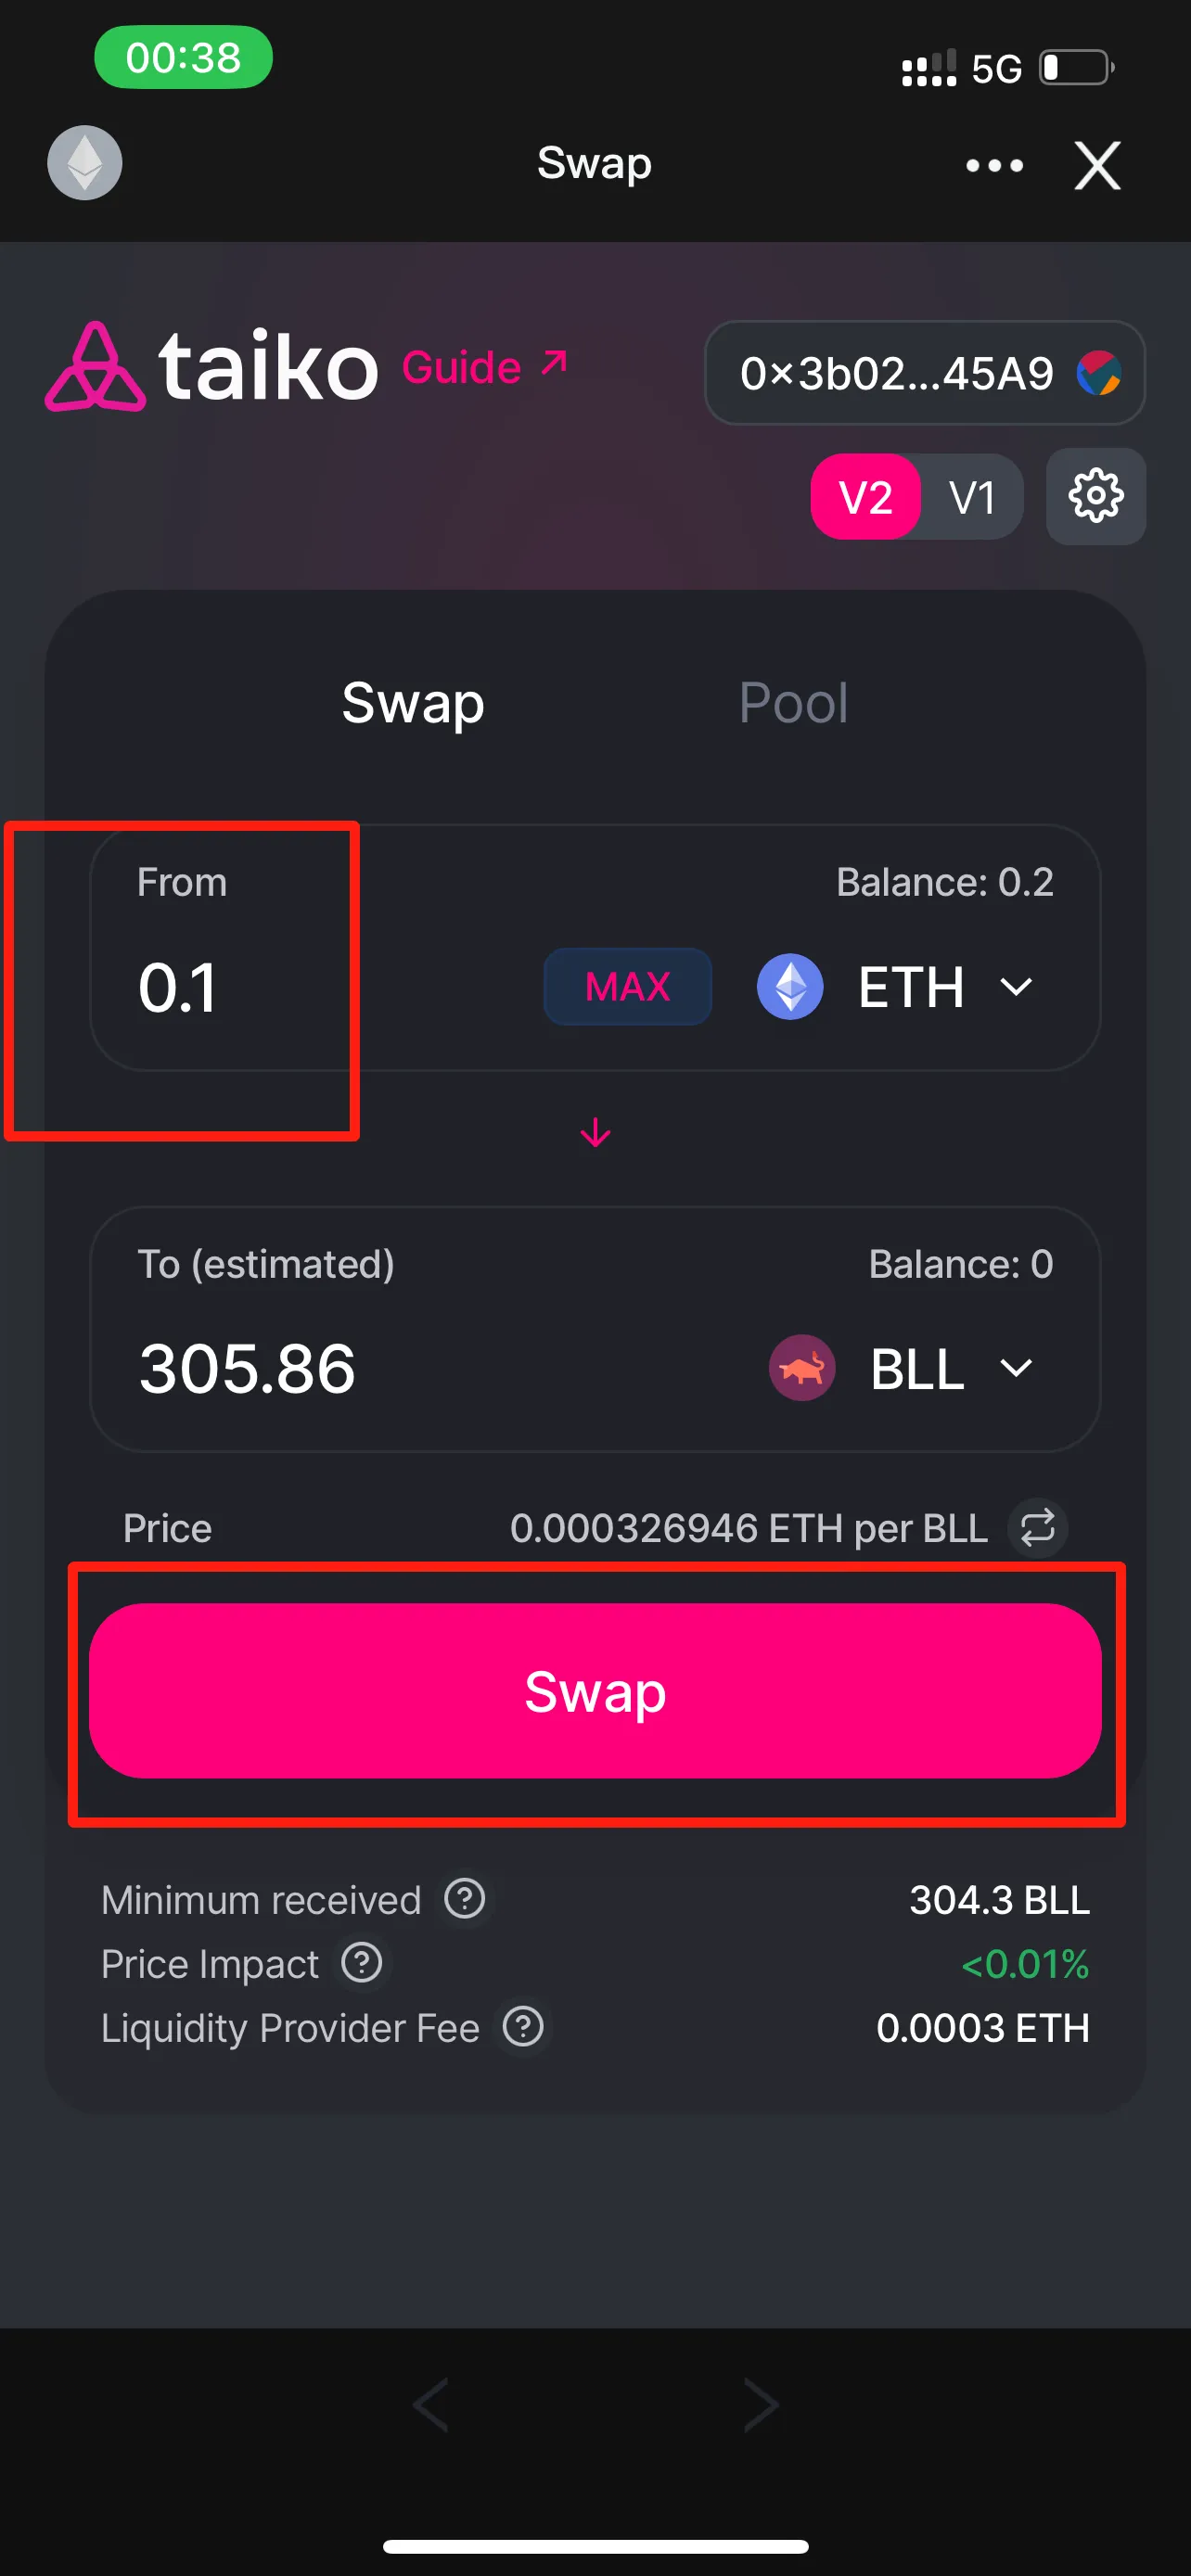 00:38 5G
Swap
taiko Guide ↗ 0x3b02...45A9
V2 V1
Swap Pool
From Balance: 0.2
0.1 MAX ETH
To (estimated) Balance: 0
305.86 BLL
Price 0.000326946 ETH per BLL
Swap
Minimum received ? 304.3 BLL
Price Impact ? <0.01%
Liquidity Provider Fee ? 0.0003 ETH